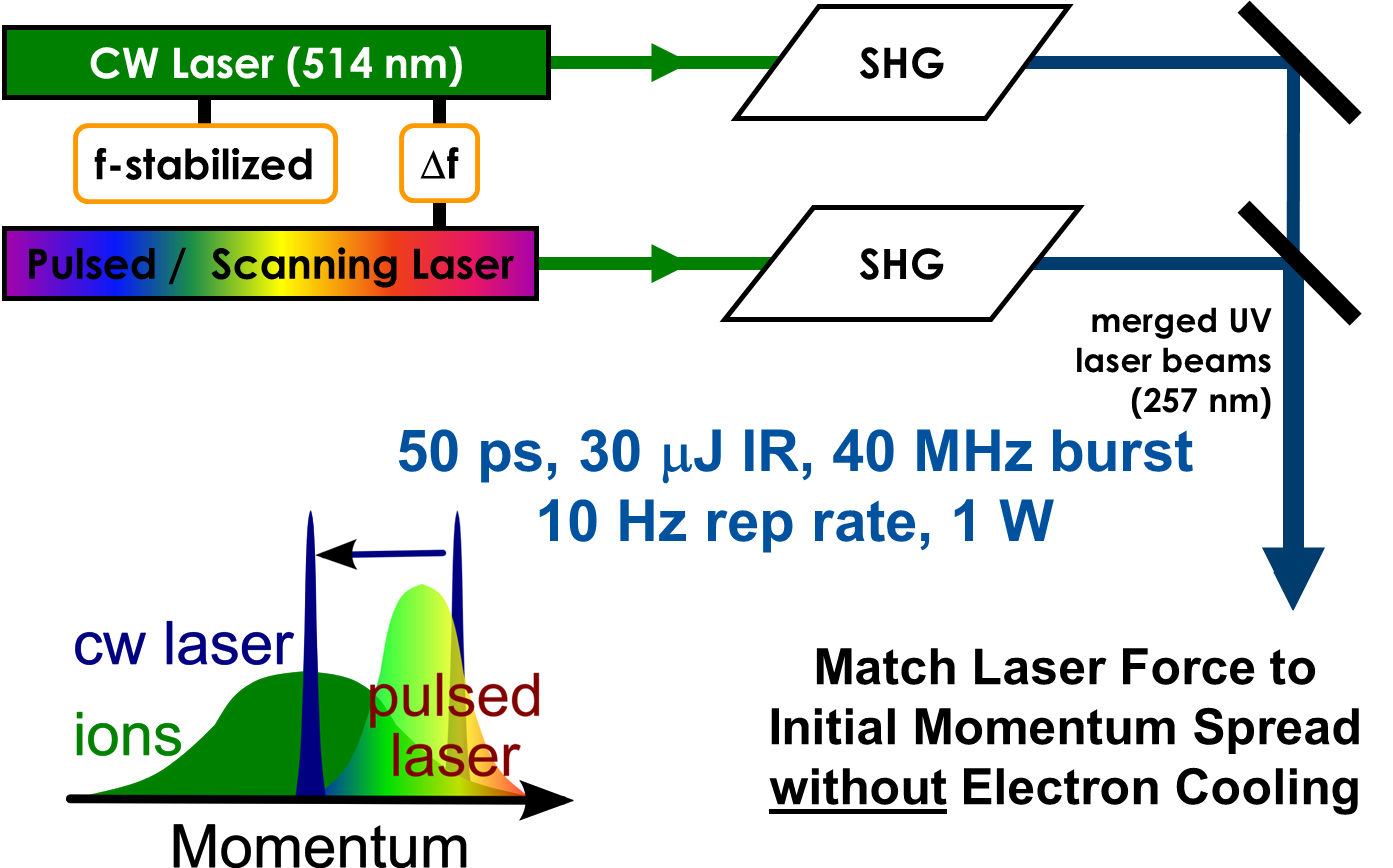 CW Laser (514 nm)
SHG
f-stabilized
Δf
Pulsed / Scanning Laser
SHG
merged UV
laser beams
(257 nm)
50 ps, 30 μJ IR, 40 MHz burst
10 Hz rep rate, 1 W
cw laser
ions
pulsed
laser
Momentum
Match Laser Force to
Initial Momentum Spread
without Electron Cooling